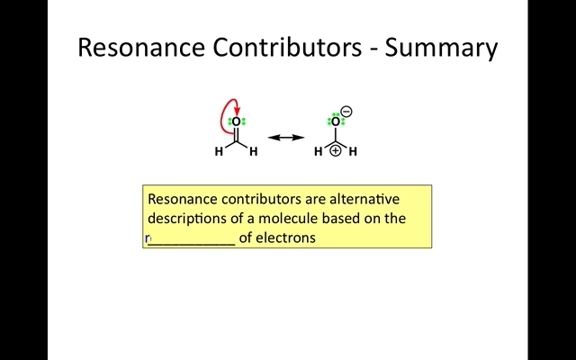 Resonance Contributors - Summary
O O
H H H H
Resonance contributors are alternative
descriptions of a molecule based on the
r___________ of electrons